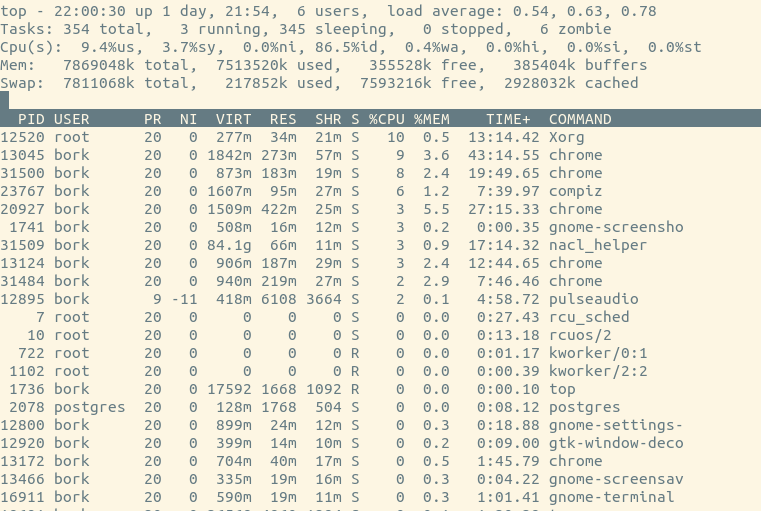 top - 22:00:30 up 1 day, 21:54,  6 users,  load average: 0.54, 0.63, 0.78
Tasks: 354 total,   3 running, 345 sleeping,   0 stopped,   6 zombie
Cpu(s):  9.4%us,  3.7%sy,  0.0%ni, 86.5%id,  0.4%wa,  0.0%hi,  0.0%si,  0.0%st
Mem:   7869048k total,  7513520k used,   355528k free,   385404k buffers
Swap:  7811068k total,   217852k used,  7593216k free,  2928032k cached
  PID USER      PR  NI  VIRT  RES  SHR S %CPU %MEM    TIME+  COMMAND
12520 root      20   0  277m  34m  21m S   10  0.5  13:14.42 Xorg
13045 bork      20   0 1842m 273m  57m S    9  3.6  43:14.55 chrome
31500 bork      20   0  873m 183m  19m S    8  2.4  19:49.65 chrome
23767 bork      20   0 1607m  95m  27m S    6  1.2   7:39.97 compiz
20927 bork      20   0 1509m 422m  25m S    3  5.5  27:15.33 chrome
 1741 bork      20   0  508m  16m  12m S    3  0.2   0:00.35 gnome-screensho
31509 bork      20   0 84.1g  66m  11m S    3  0.9  17:14.32 nacl_helper
13124 bork      20   0  906m 187m  29m S    3  2.4  12:44.65 chrome
31484 bork      20   0  940m 219m  27m S    2  2.9   7:46.46 chrome
12895 bork       9 -11  418m 6108 3664 S    2  0.1   4:58.72 pulseaudio
    7 root      20   0     0    0    0 S    0  0.0   0:27.43 rcu_sched
   10 root      20   0     0    0    0 S    0  0.0   0:13.18 rcuos/2
  722 root      20   0     0    0    0 R    0  0.0   0:01.17 kworker/0:1
 1102 root      20   0     0    0    0 R    0  0.0   0:00.39 kworker/2:2
 1736 bork      20   0 17592 1668 1092 R    0  0.0   0:00.10 top
 2078 postgres  20   0  128m 1768  504 S    0  0.0   0:08.12 postgres
12800 bork      20   0  899m  24m  12m S    0  0.3   0:18.88 gnome-settings-
12920 bork      20   0  399m  14m  10m S    0  0.2   0:09.00 gtk-window-deco
13172 bork      20   0  704m  40m  17m S    0  0.5   1:45.79 chrome
13466 bork      20   0  335m  19m  16m S    0  0.3   0:04.22 gnome-screensav
16911 bork      20   0  590m  19m  11m S    0  0.3   1:01.41 gnome-terminal